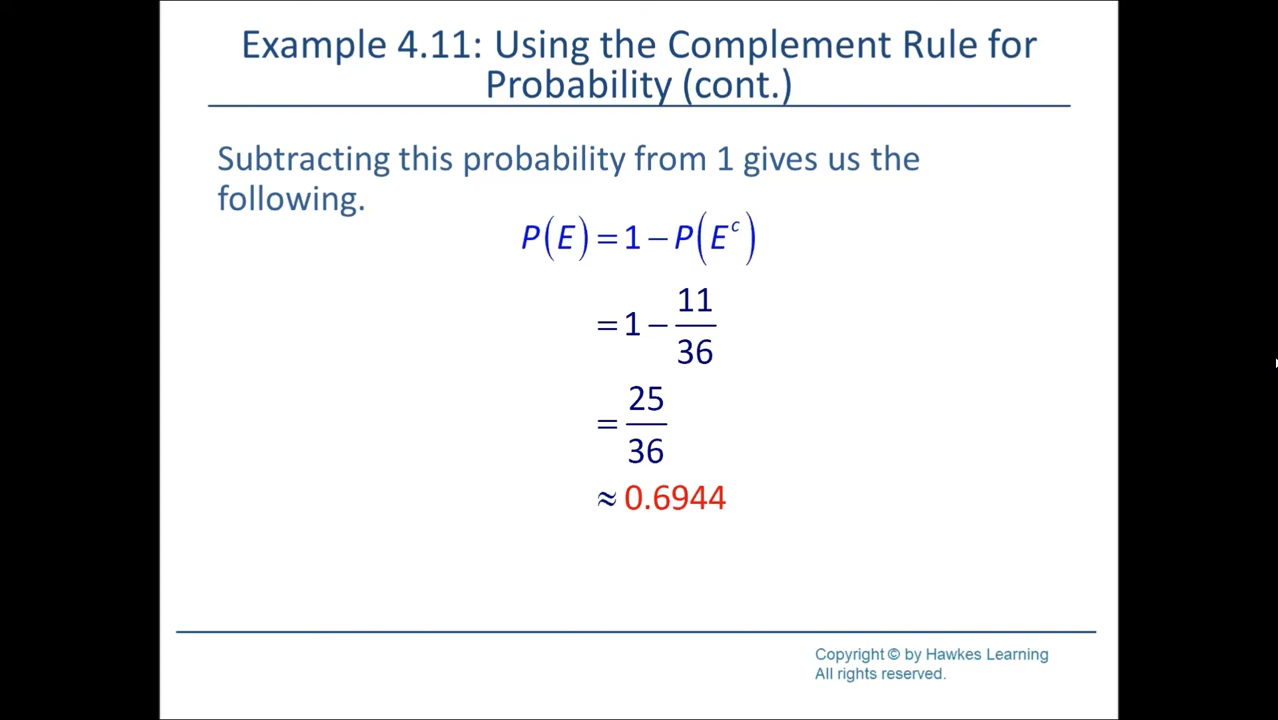 Example 4.11: Using the Complement Rule for
Probability (cont.)
Subtracting this probability from 1 gives us the
following.
P(E) = 1 − P(Eᶜ)
= 1 − 11/36
= 25/36
≈ 0.6944
Copyright © by Hawkes Learning
All rights reserved.